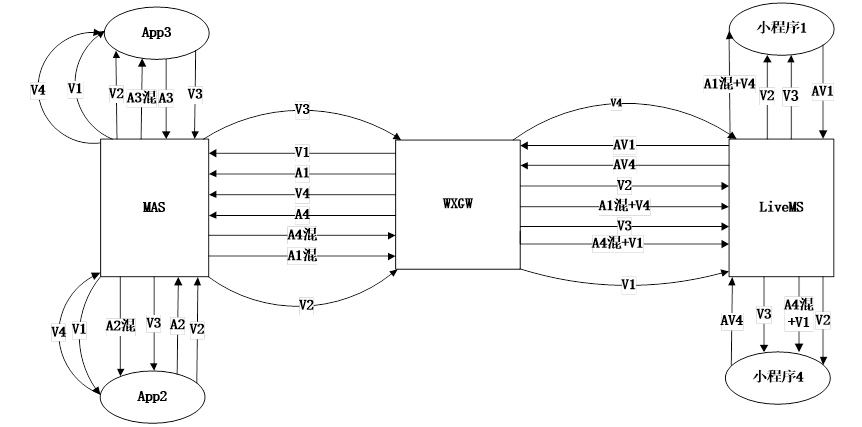 App3
小程序1
V4
V1
V2
A3混
A3
V3
A1混+V4
V2
V3
AV1
V3
V4
V1
A1
V4
A4
A4混
A1混
V2
AV1
AV4
V2
A1混+V4
V3
A4混+V1
V1
MAS
WXGW
LiveMS
V4
V1
A2混
V3
A2
V2
AV4
V3
A4混
+V1
V2
App2
小程序4